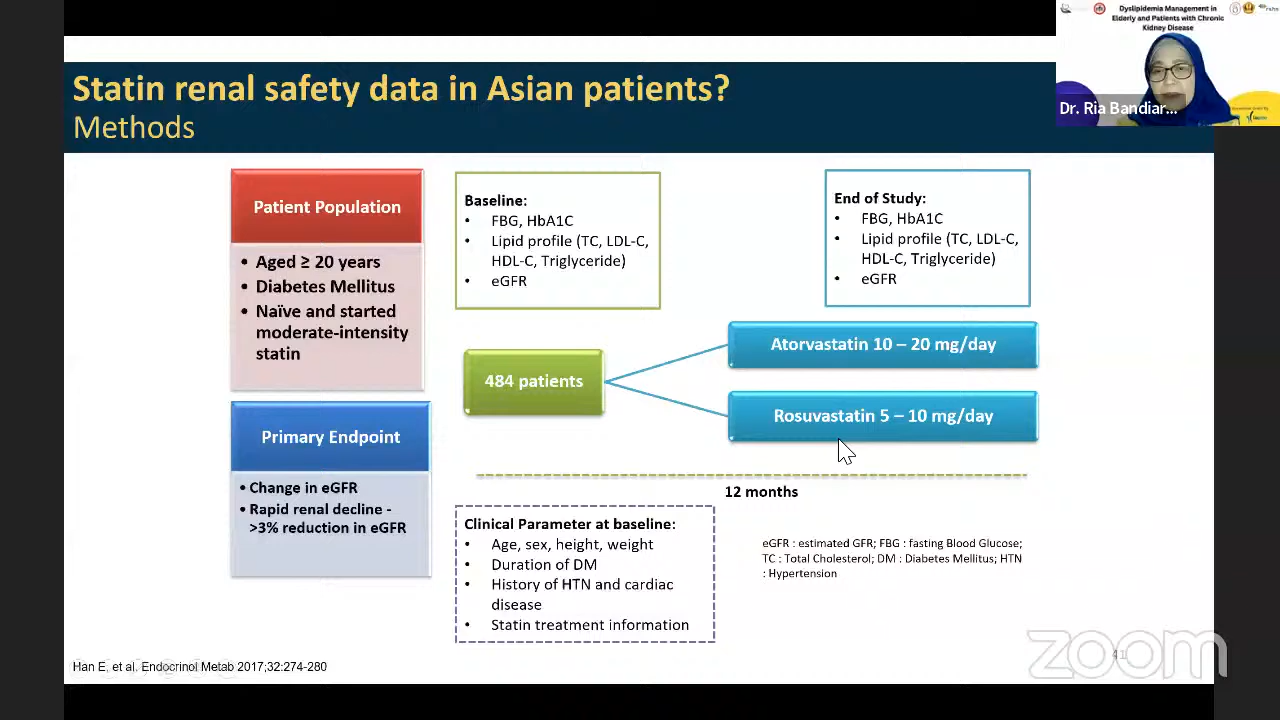 Dyslipidemia Management in
Elderly and Patients with Chronic
Kidney Disease
Dr. Ria Bandiar...
Statin renal safety data in Asian patients?
Methods
Patient Population
• Aged ≥ 20 years
• Diabetes Mellitus
• Naïve and started
moderate-intensity
statin
Primary Endpoint
• Change in eGFR
• Rapid renal decline -
>3% reduction in eGFR
Baseline:
• FBG, HbA1C
• Lipid profile (TC, LDL-C,
HDL-C, Triglyceride)
• eGFR
End of Study:
• FBG, HbA1C
• Lipid profile (TC, LDL-C,
HDL-C, Triglyceride)
• eGFR
484 patients
Atorvastatin 10 – 20 mg/day
Rosuvastatin 5 – 10 mg/day
12 months
Clinical Parameter at baseline:
• Age, sex, height, weight
• Duration of DM
• History of HTN and cardiac
disease
• Statin treatment information
eGFR : estimated GFR; FBG : fasting Blood Glucose;
TC : Total Cholesterol; DM : Diabetes Mellitus; HTN
: Hypertension
Han E, et al. Endocrinol Metab 2017;32:274-280
41
zoom